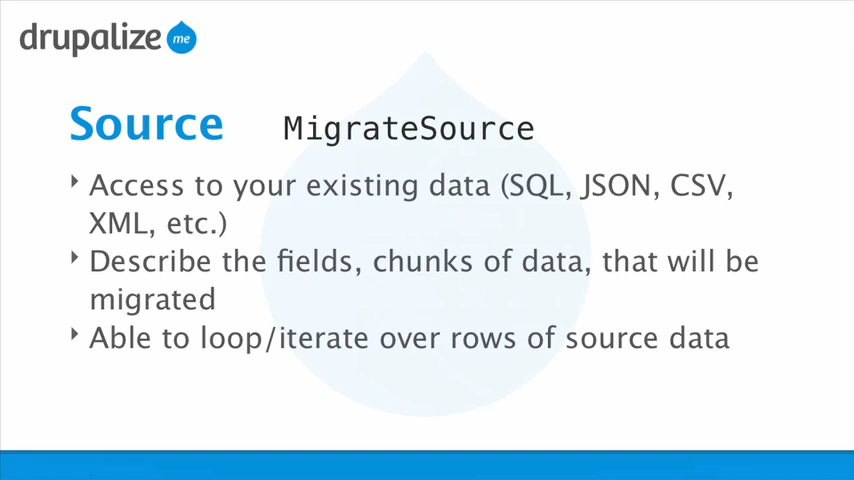 drupalize me
Source MigrateSource
‣ Access to your existing data (SQL, JSON, CSV,
XML, etc.)
‣ Describe the fields, chunks of data, that will be
migrated
‣ Able to loop/iterate over rows of source data